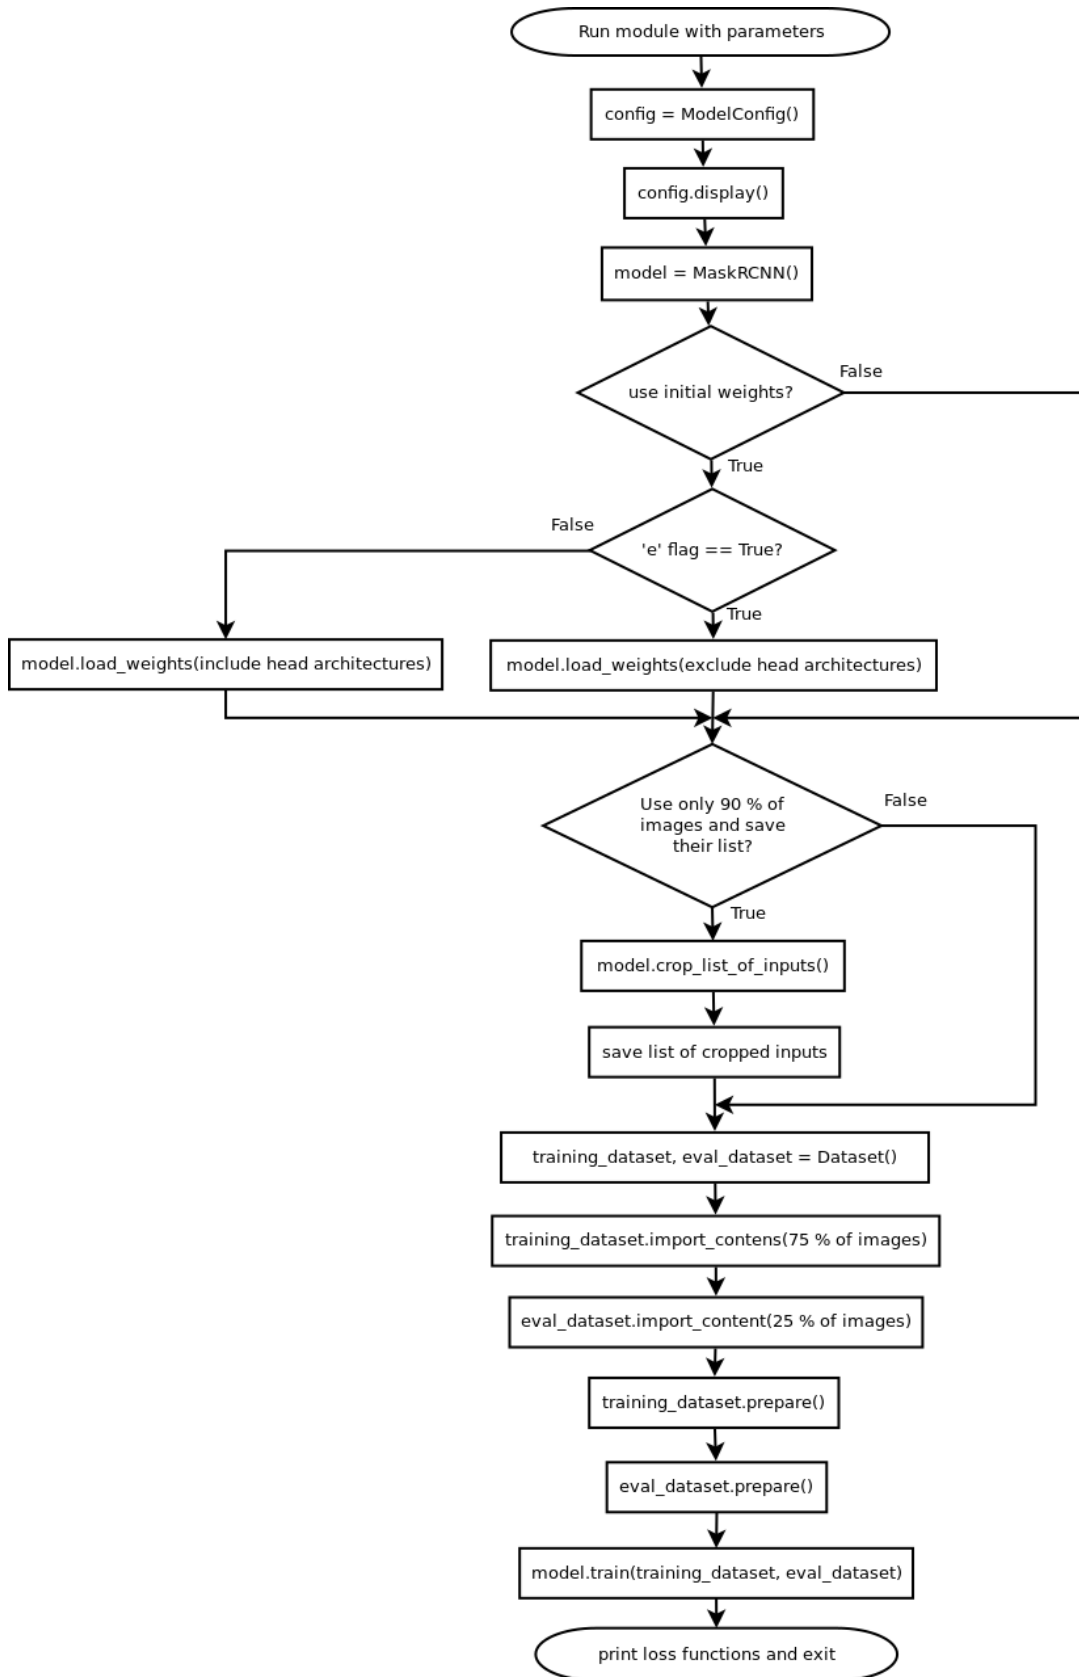 Run module with parameters
config = ModelConfig()
config.display()
model = MaskRCNN()
use initial weights?
False
True
False
'e' flag == True?
True
model.load_weights(include head architectures)
model.load_weights(exclude head architectures)
Use only 90 % of
images and save
their list?
False
True
model.crop_list_of_inputs()
save list of cropped inputs
training_dataset, eval_dataset = Dataset()
training_dataset.import_contens(75 % of images)
eval_dataset.import_content(25 % of images)
training_dataset.prepare()
eval_dataset.prepare()
model.train(training_dataset, eval_dataset)
print loss functions and exit